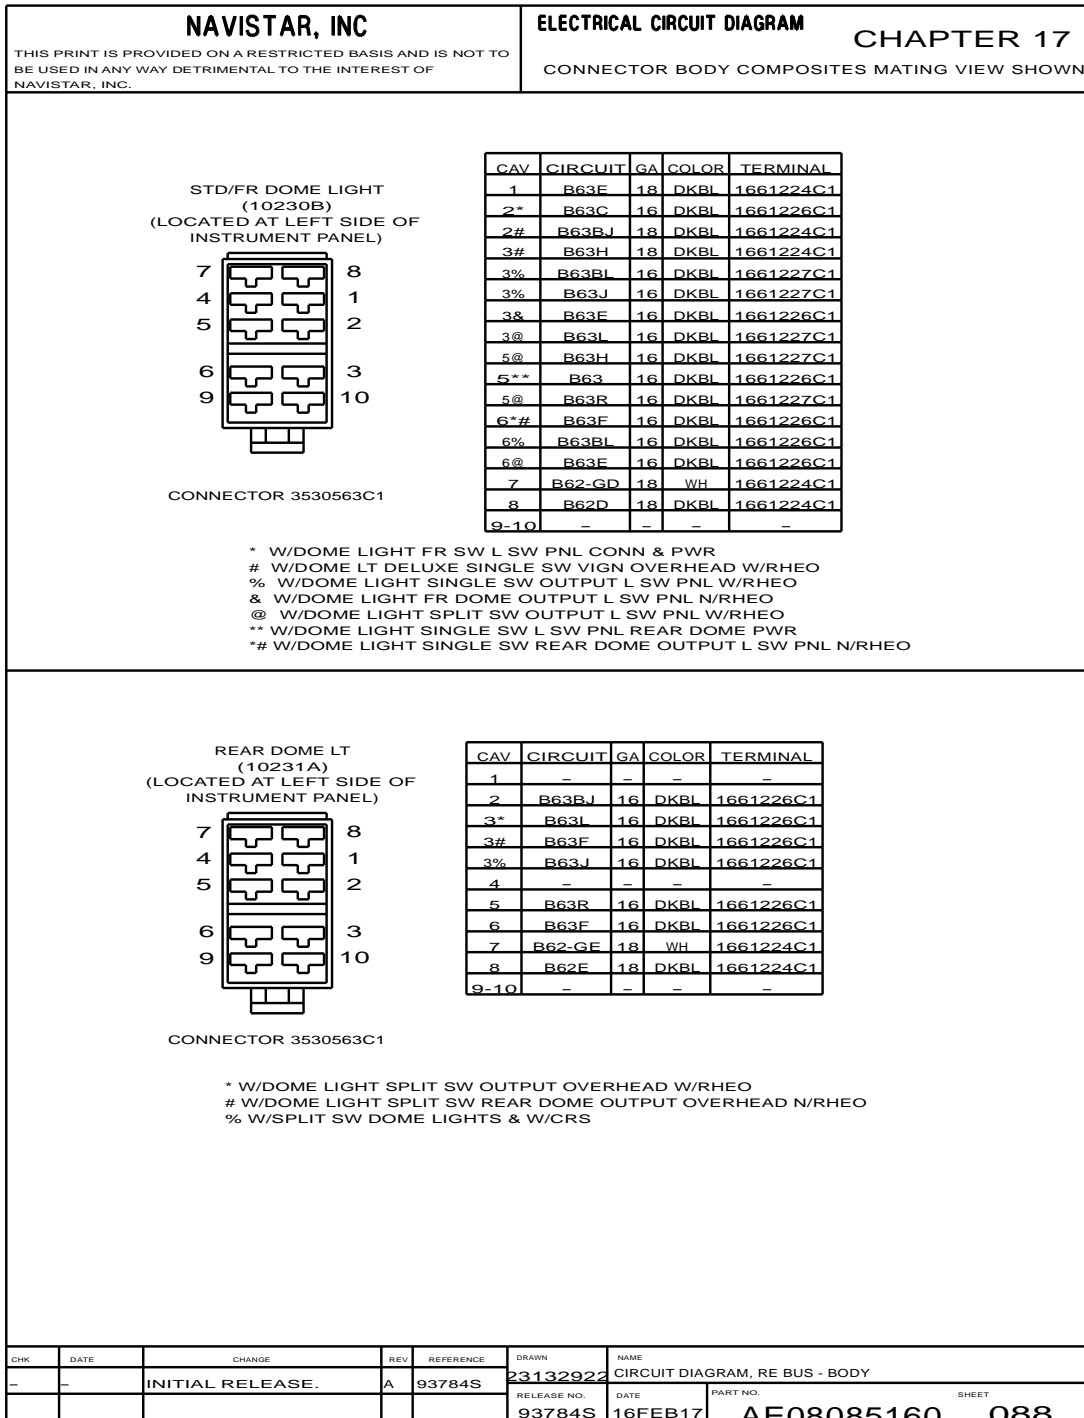 NAVISTAR, INC
THIS PRINT IS PROVIDED ON A RESTRICTED BASIS AND IS NOT TO
BE USED IN ANY WAY DETRIMENTAL TO THE INTEREST OF
NAVISTAR, INC.
ELECTRICAL CIRCUIT DIAGRAM
CHAPTER 17
CONNECTOR BODY COMPOSITES MATING VIEW SHOWN
STD/FR DOME LIGHT
(10230B)
(LOCATED AT LEFT SIDE OF
INSTRUMENT PANEL)
7 8
4 1
5 2
6 3
9 10
CONNECTOR 3530563C1
CAV CIRCUIT GA COLOR TERMINAL
1 B63E 18 DKBL 1661224C1
2* B63C 16 DKBL 1661226C1
2# B63BJ 18 DKBL 1661224C1
3# B63H 18 DKBL 1661224C1
3% B63BL 16 DKBL 1661227C1
3% B63J 16 DKBL 1661227C1
3& B63E 16 DKBL 1661226C1
3@ B63L 16 DKBL 1661227C1
5@ B63H 16 DKBL 1661227C1
5** B63 16 DKBL 1661226C1
5@ B63R 16 DKBL 1661227C1
6*# B63F 16 DKBL 1661226C1
6% B63BL 16 DKBL 1661226C1
6@ B63E 16 DKBL 1661226C1
7 B62-GD 18 WH 1661224C1
8 B62D 18 DKBL 1661224C1
9-10 – – – –
* W/DOME LIGHT FR SW L SW PNL CONN & PWR
# W/DOME LT DELUXE SINGLE SW VIGN OVERHEAD W/RHEO
% W/DOME LIGHT SINGLE SW OUTPUT L SW PNL W/RHEO
& W/DOME LIGHT FR DOME OUTPUT L SW PNL N/RHEO
@ W/DOME LIGHT SPLIT SW OUTPUT L SW PNL W/RHEO
** W/DOME LIGHT SINGLE SW L SW PNL REAR DOME PWR
*# W/DOME LIGHT SINGLE SW REAR DOME OUTPUT L SW PNL N/RHEO
REAR DOME LT
(10231A)
(LOCATED AT LEFT SIDE OF
INSTRUMENT PANEL)
7 8
4 1
5 2
6 3
9 10
CONNECTOR 3530563C1
CAV CIRCUIT GA COLOR TERMINAL
1 – – – –
2 B63BJ 16 DKBL 1661226C1
3* B63L 16 DKBL 1661226C1
3# B63F 16 DKBL 1661226C1
3% B63J 16 DKBL 1661226C1
4 – – – –
5 B63R 16 DKBL 1661226C1
6 B63F 16 DKBL 1661226C1
7 B62-GE 18 WH 1661224C1
8 B62E 18 DKBL 1661224C1
9-10 – – – –
* W/DOME LIGHT SPLIT SW OUTPUT OVERHEAD W/RHEO
# W/DOME LIGHT SPLIT SW REAR DOME OUTPUT OVERHEAD N/RHEO
% W/SPLIT SW DOME LIGHTS & W/CRS
CHK DATE CHANGE REV REFERENCE DRAWN NAME
– – INITIAL RELEASE. A 93784S 23132922 CIRCUIT DIAGRAM, RE BUS - BODY
RELEASE NO. DATE PART NO. SHEET
93784S 16FEB17 AE08085160 088